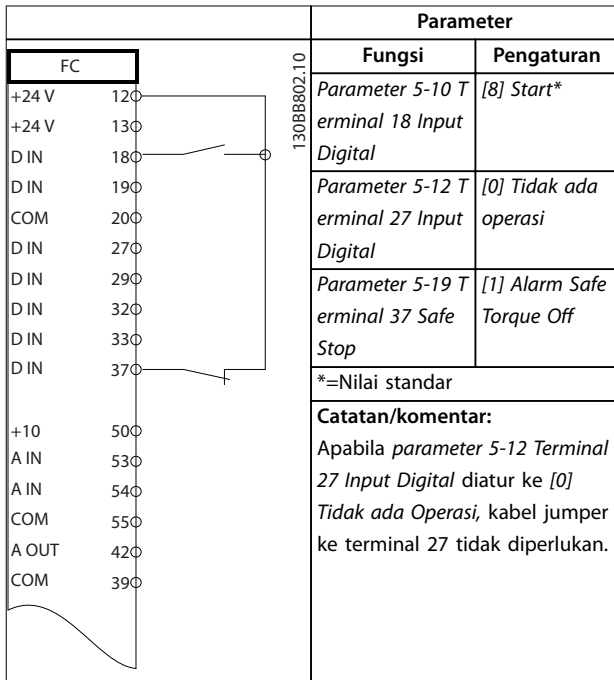 FC
+24 V 12
+24 V 13
D IN 18
D IN 19
COM 20
D IN 27
D IN 29
D IN 32
D IN 33
D IN 37
+10 50
A IN 53
A IN 54
COM 55
A OUT 42
COM 39
130BB802.10
Parameter
Fungsi Pengaturan
Parameter 5-10 T [8] Start*
erminal 18 Input
Digital
Parameter 5-12 T [0] Tidak ada
erminal 27 Input operasi
Digital
Parameter 5-19 T [1] Alarm Safe
erminal 37 Safe Torque Off
Stop
*=Nilai standar
Catatan/komentar:
Apabila parameter 5-12 Terminal
27 Input Digital diatur ke [0]
Tidak ada Operasi, kabel jumper
ke terminal 27 tidak diperlukan.